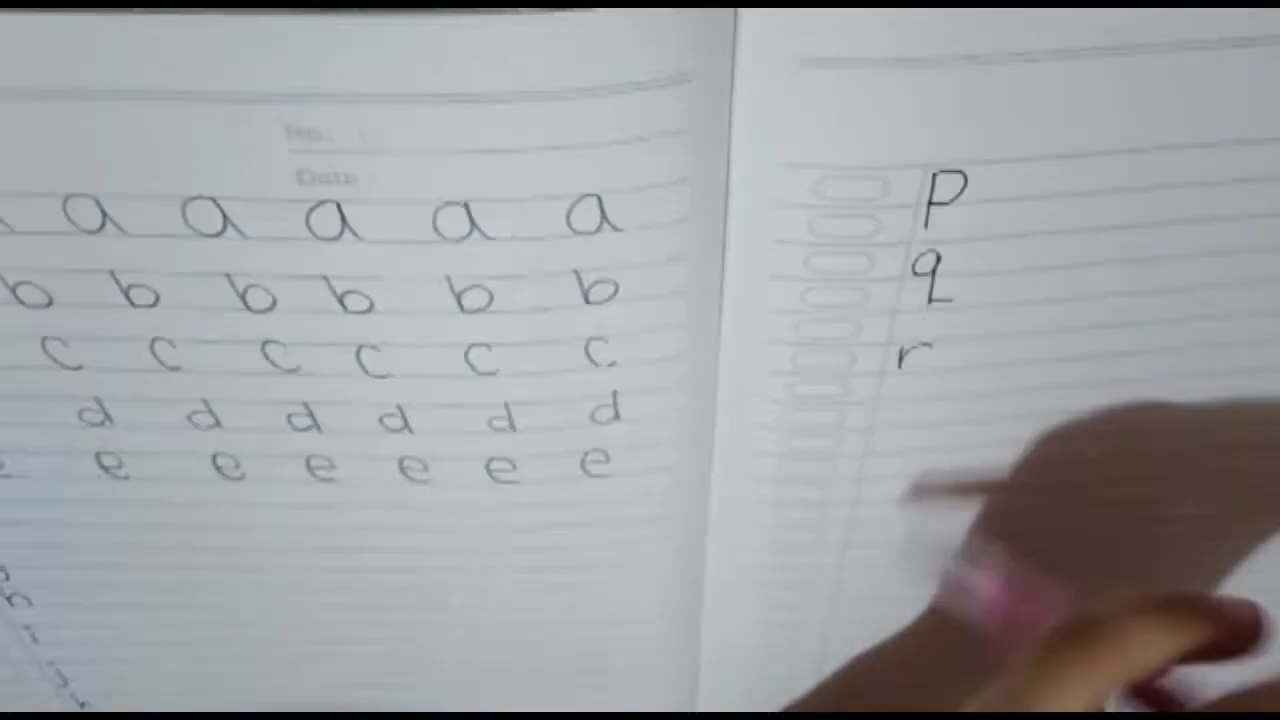 No.
Date
a a a a a
b b b b b b
c c c c c c
d d d d d d
e e e e e e
p
q
r